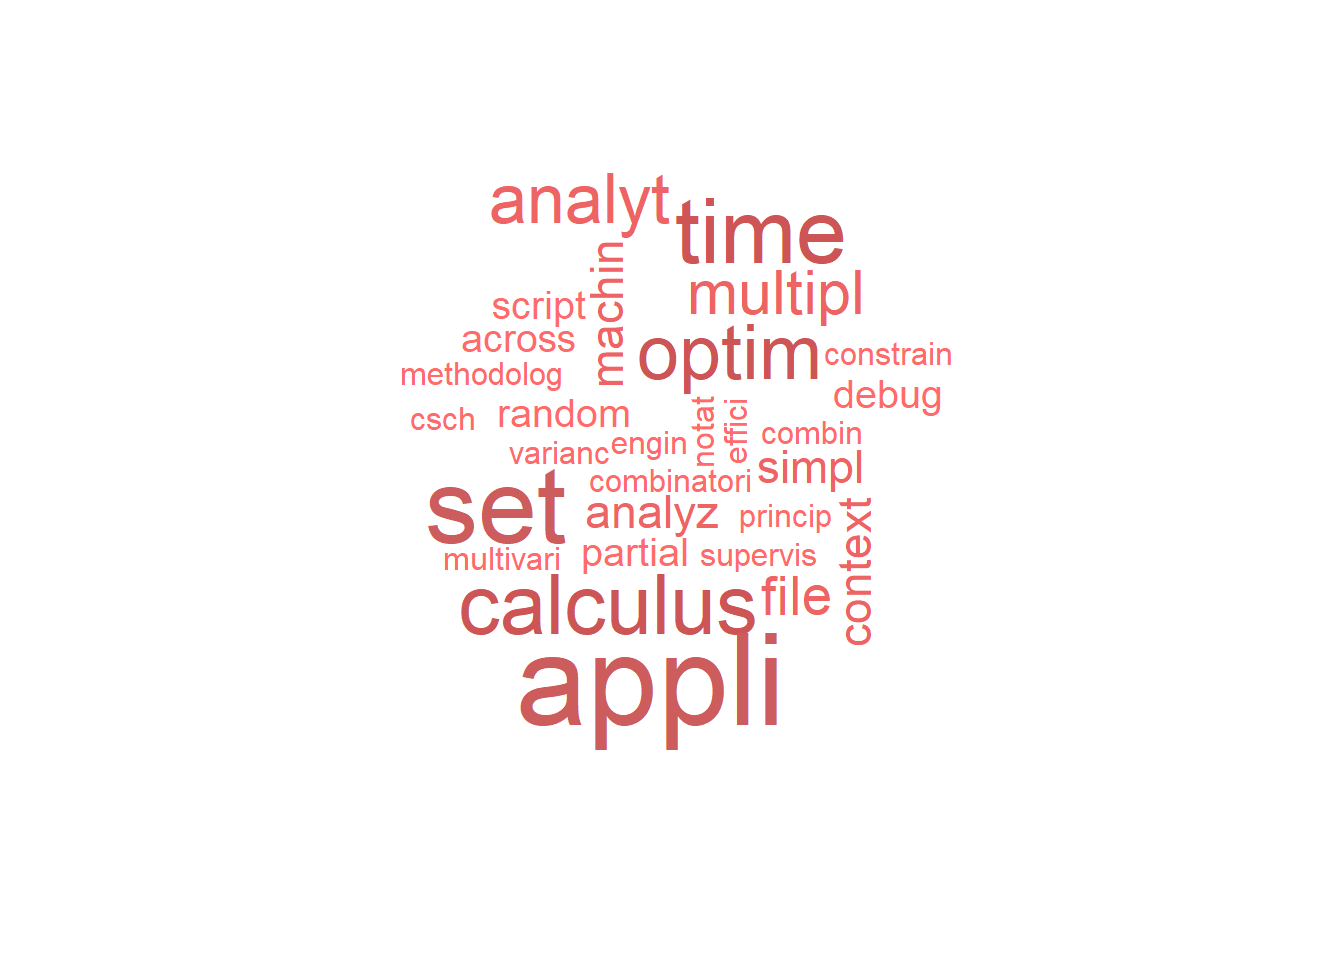 analyt
time
machin
multipl
script
across
optim
constrain
methodolog
debug
csch
random
notat
effici
combin
varianc
engin
simpl
combinatori
set
analyz
princip
context
multivari
partial
supervis
calculus
file
appli